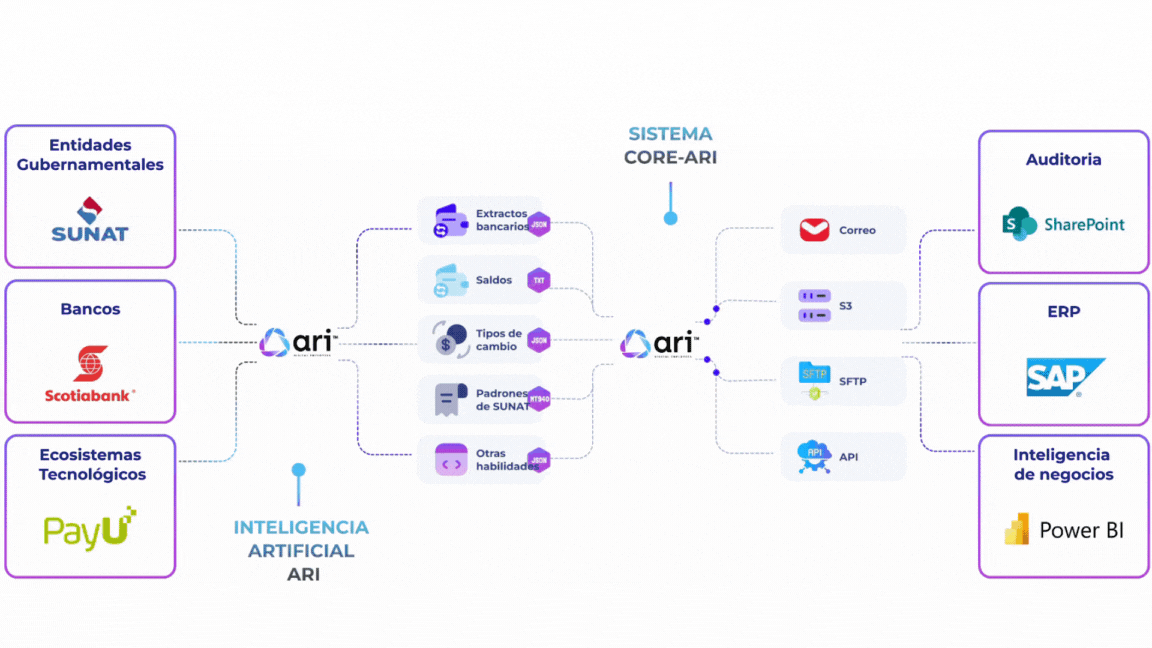 Entidades
Gubernamentales
SUNAT
Bancos
Scotiabank
Ecosistemas
Tecnológicos
PayU
ari™
INTELIGENCIA
ARTIFICIAL
ARI
Extractos
bancarios
JSON
Saldos
TXT
Tipos de
cambio
JSON
Padrones
de SUNAT
MT940
Otras
habilidades
JSON
SISTEMA
CORE-ARI
ari™
Correo
S3
SFTP
SFTP
API
API
Auditoria
S
SharePoint
ERP
SAP®
Inteligencia
de negocios
Power BI